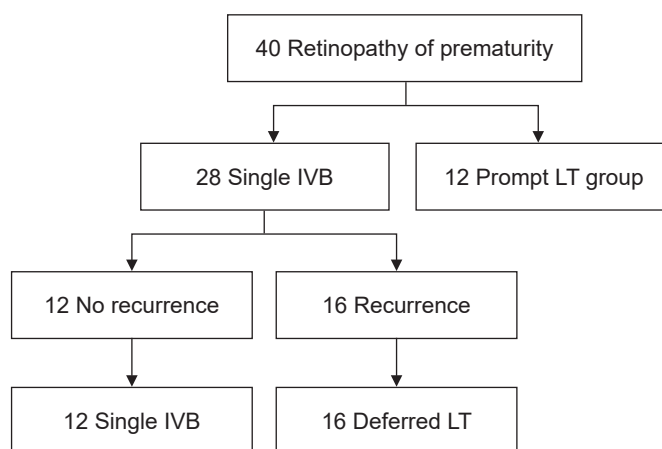 40 Retinopathy of prematurity
28 Single IVB
12 Prompt LT group
12 No recurrence
16 Recurrence
12 Single IVB
16 Deferred LT